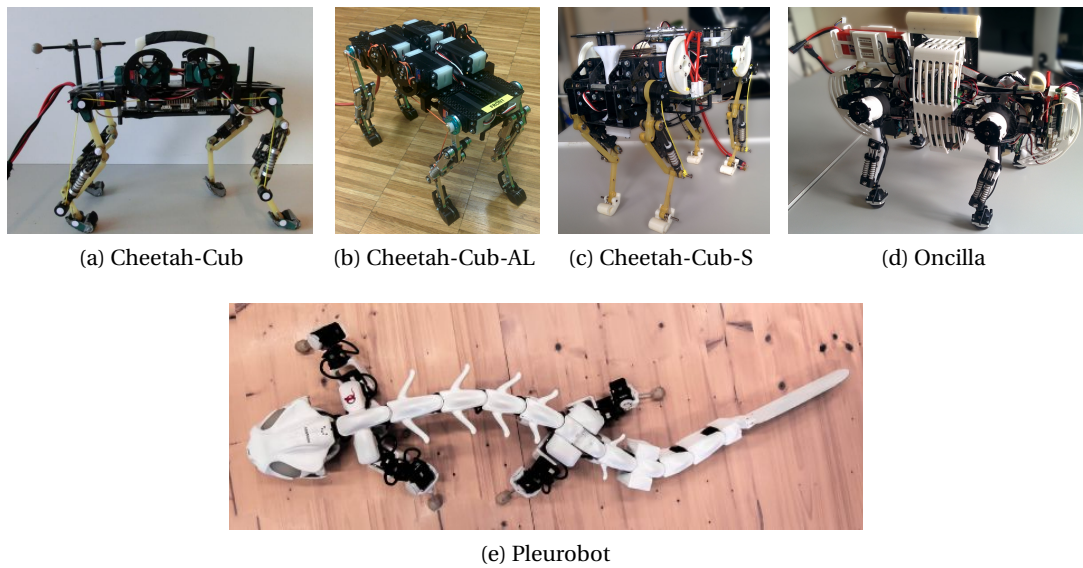 (a) Cheetah-Cub
(b) Cheetah-Cub-AL
(c) Cheetah-Cub-S
(d) Oncilla
(e) Pleurobot